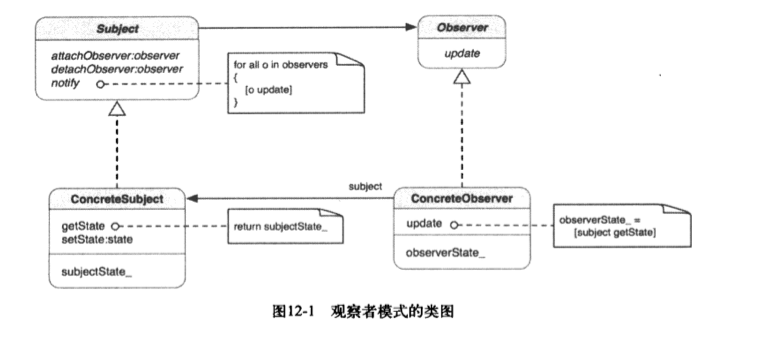 Subject
attachObserver:observer
detachObserver:observer
notify
for all o in observers
{
[o update]
}
Observer
update
subject
ConcreteSubject
getState
setState:state
subjectState_
return subjectState_
ConcreteObserver
update
observerState_
observerState_ =
[subject getState]
图12-1 观察者模式的类图